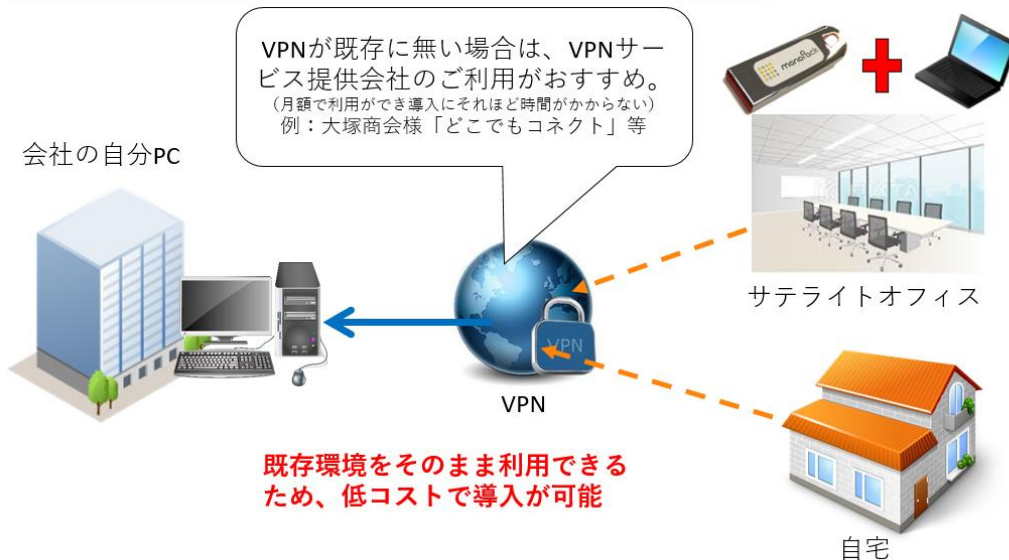 VPNが既存に無い場合は、VPNサー
ビス提供会社のご利用がおすすめ。
（月額で利用ができ導入にそれほど時間がかからない）
例：大塚商会様「どこでもコネクト」等
monoPack
会社の自分PC
サテライトオフィス
VPN
VPN
既存環境をそのまま利用できる
ため、低コストで導入が可能
自宅